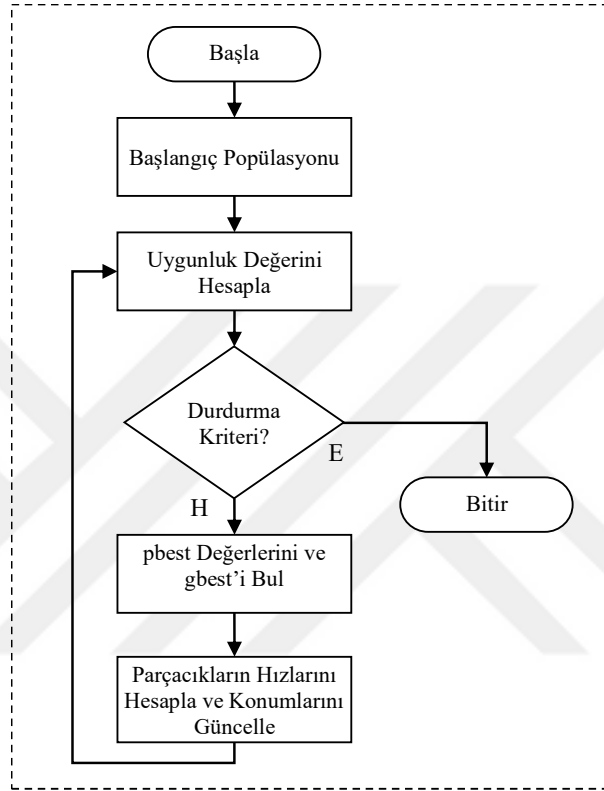 Başla
Başlangıç Popülasyonu
Uygunluk Değerini
Hesapla
Durdurma
Kriteri?
E
Bitir
H
pbest Değerlerini ve
gbest’i Bul
Parçacıkların Hızlarını
Hesapla ve Konumlarını
Güncelle